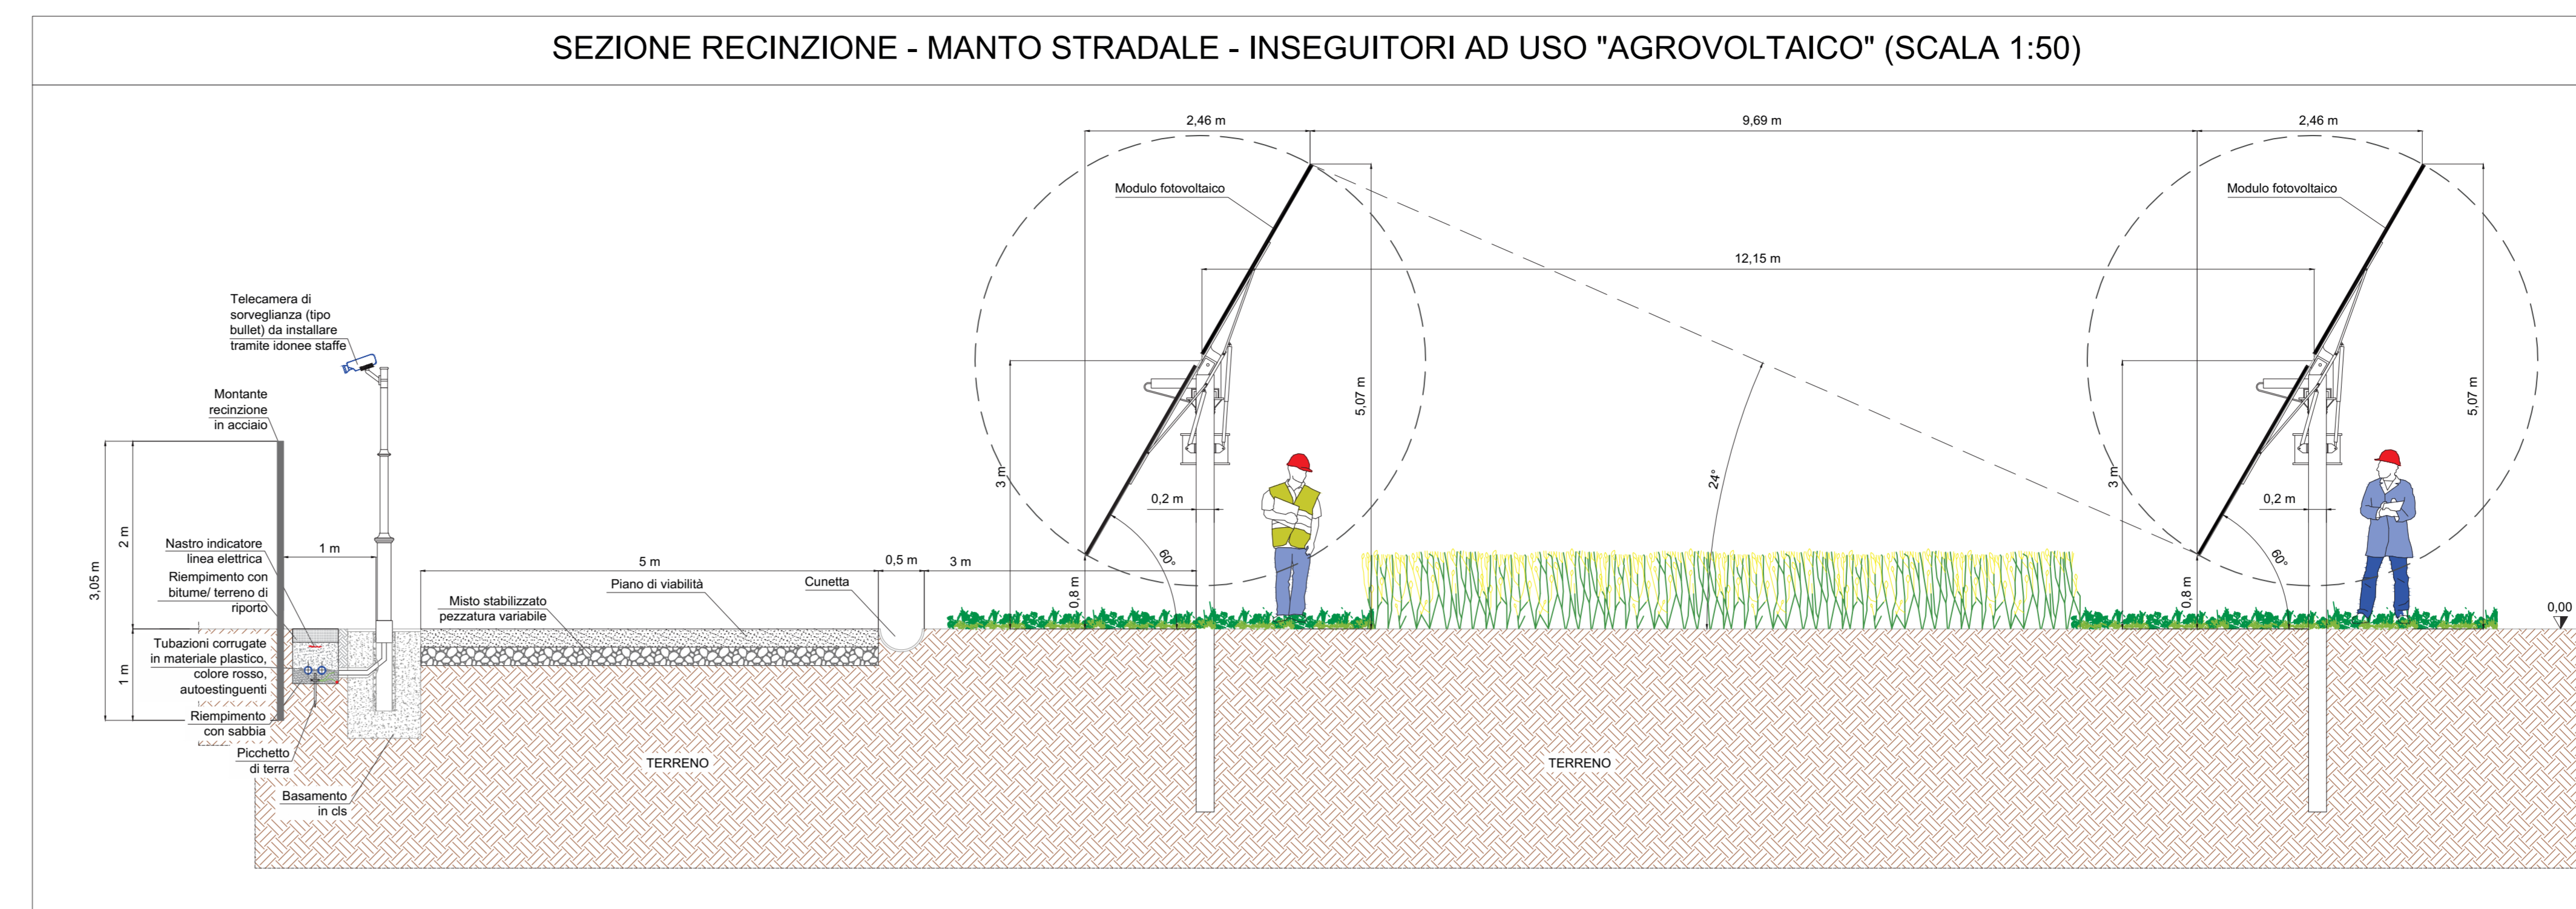 SEZIONE RECINZIONE - MANTO STRADALE - INSEGUITORI AD USO "AGROVOLTAICO" (SCALA 1:50)
2,46 m
9,69 m
2,46 m
Modulo fotovoltaico
Modulo fotovoltaico
12,15 m
Telecamera di
sorveglianza (tipo
bullet) da installare
tramite idonee staffe
Montante
recinzione
in acciaio
3,05 m
2 m
1 m
1 m
Nastro indicatore
linea elettrica
Riempimento con
bitume/ terreno di
riporto
Tubazioni corrugate
in materiale plastico,
colore rosso,
autoestinguenti
Riempimento
con sabbia
Picchetto
di terra
Basamento
in cls
5 m
0,5 m
3 m
Piano di viabilità
Cunetta
Misto stabilizzato
pezzatura variabile
3 m
0,8 m
60°
0,2 m
5,07 m
24°
3 m
0,8 m
60°
0,2 m
5,07 m
0,00
TERRENO
TERRENO